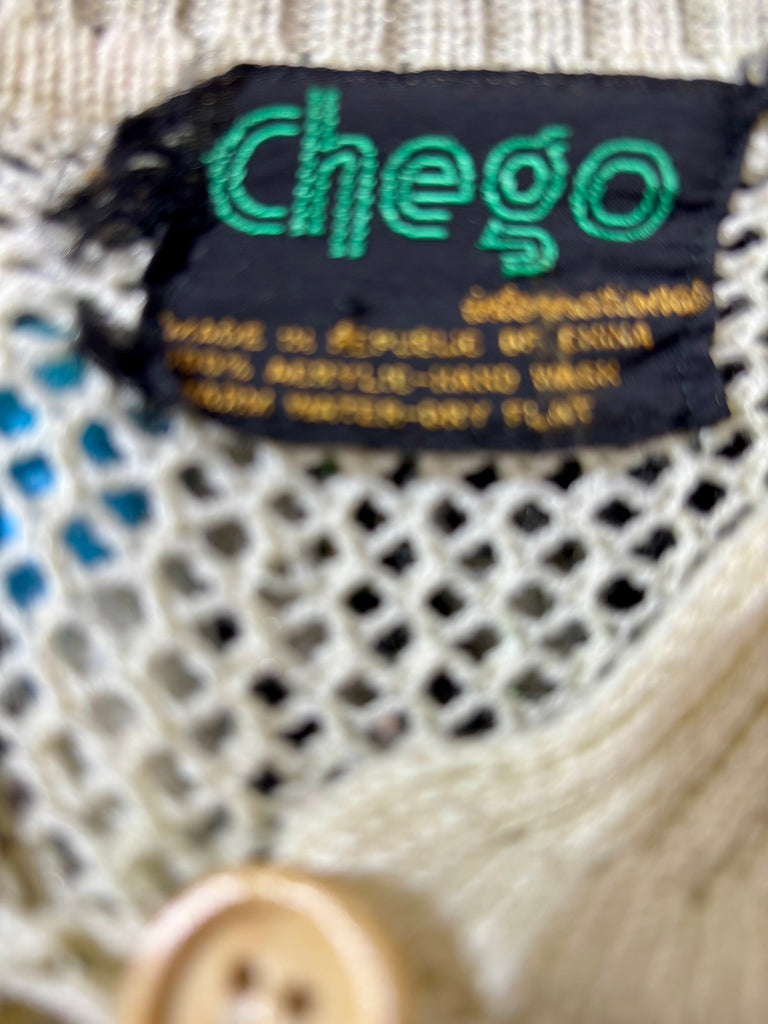 Chego
international
MADE IN REPUBLIC OF CHINA
100% ACRYLIC-HAND WASH
WARM WATER-DRY FLAT